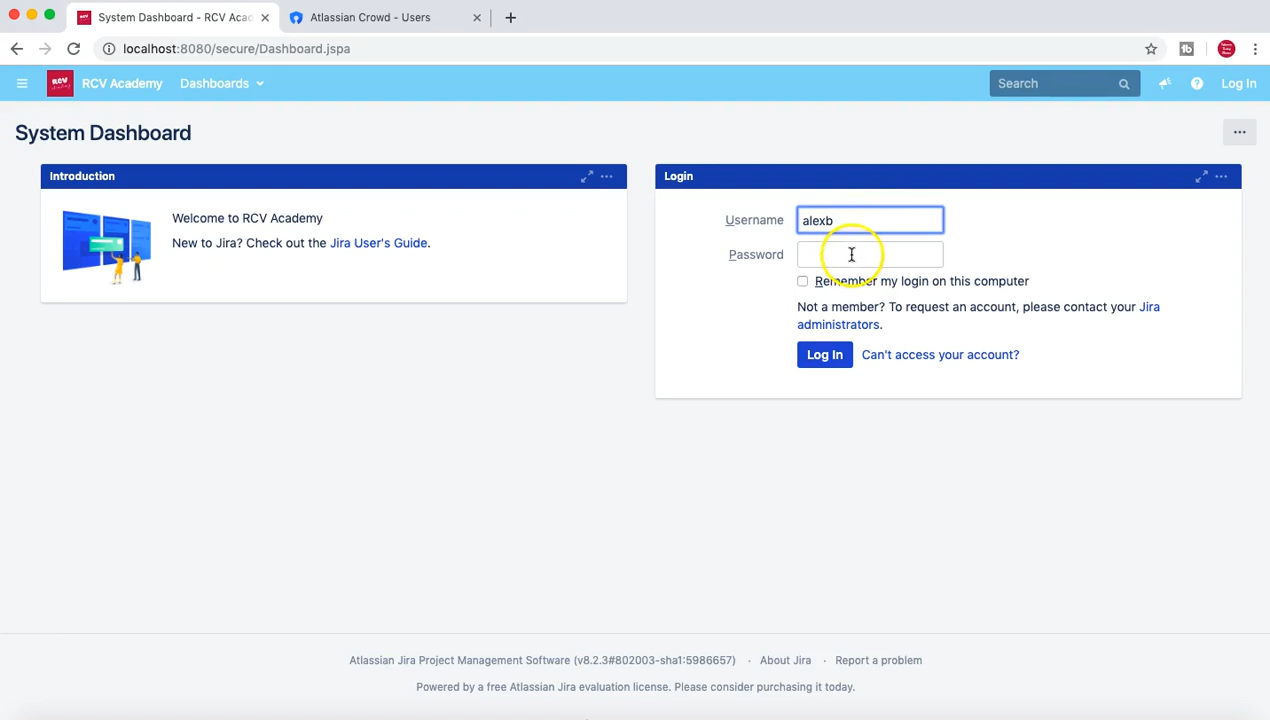 System Dashboard - RCV Acad
Atlassian Crowd - Users
localhost:8080/secure/Dashboard.jspa
RCV
RCV Academy
Dashboards
Search
Log In
System Dashboard
Introduction
Welcome to RCV Academy
New to Jira? Check out the Jira User's Guide.
Login
Username
alexb
Password
Remember my login on this computer
Not a member? To request an account, please contact your Jira
administrators.
Log In
Can't access your account?
Atlassian Jira Project Management Software (v8.2.3#802003-sha1:5986657) · About Jira · Report a problem
Powered by a free Atlassian Jira evaluation license. Please consider purchasing it today.